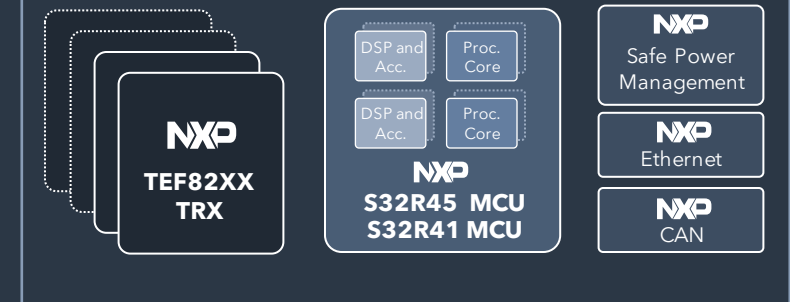 NXP
TEF82XX
TRX
DSP and
Acc.
Proc.
Core
DSP and
Acc.
Proc.
Core
NXP
S32R45 MCU
S32R41 MCU
NXP
Safe Power
Management
NXP
Ethernet
NXP
CAN